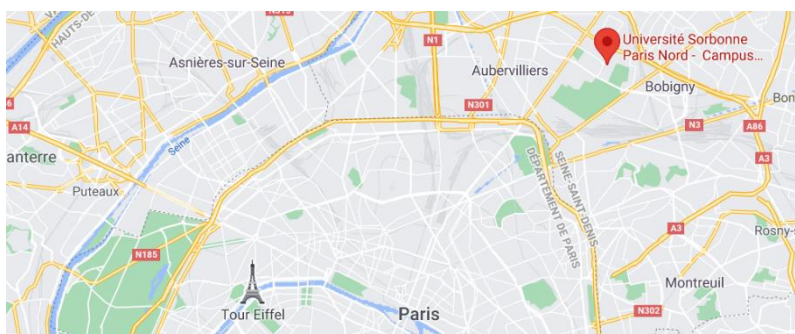 HAUTS-DE
N1
Asnières-sur-Seine
Aubervilliers
Université Sorbonne
Paris Nord - Campus...
Bobigny
N301
A14
Seine
N3
A86
anterre
A3
Puteaux
DÉPARTEMENT DE PARIS
SEINE-SAINT-DENIS
A3
Rosny-s
N185
Montreuil
Tour Eiffel
Paris
N302